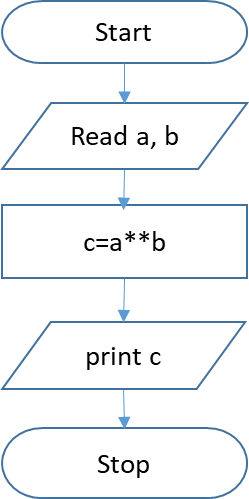 Start
Read a, b
c=a**b
print c
Stop